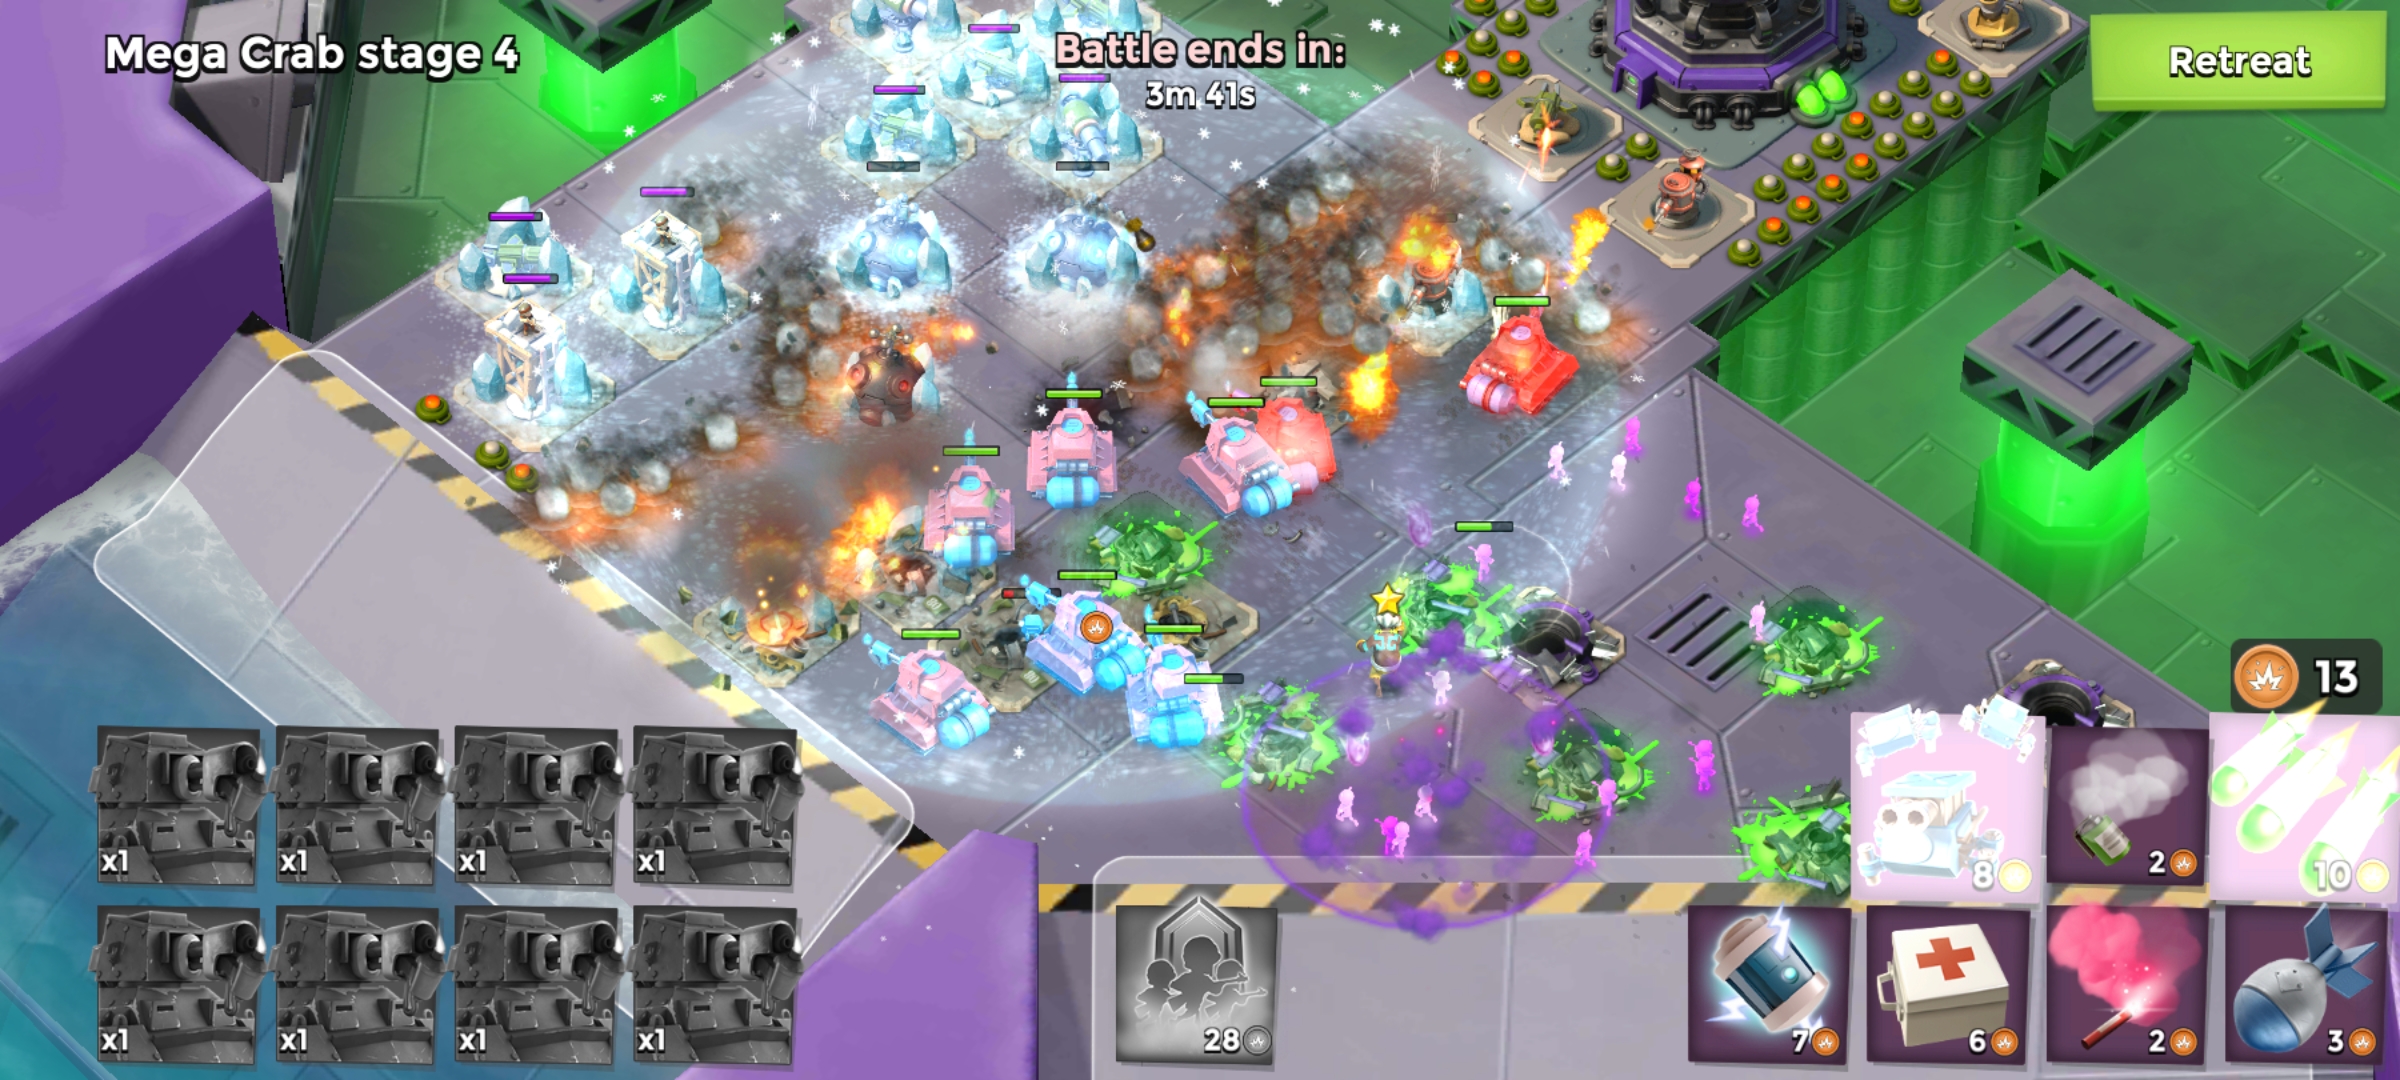 Mega Crab stage 4
Battle ends in:
3m 41s
Retreat
13
8
2
10
x1
x1
x1
x1
x1
x1
x1
x1
28
7
6
2
3